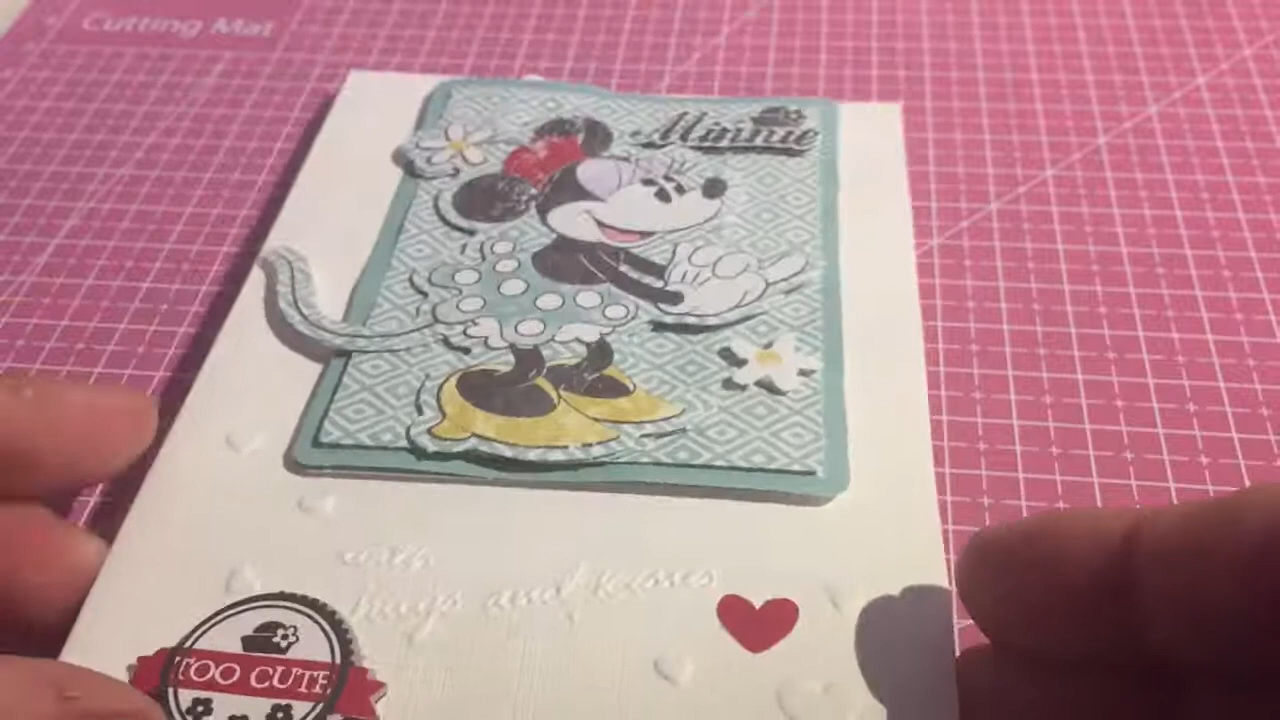 Cutting Mat
Minnie
with
hugs and kisses
TOO CUTE